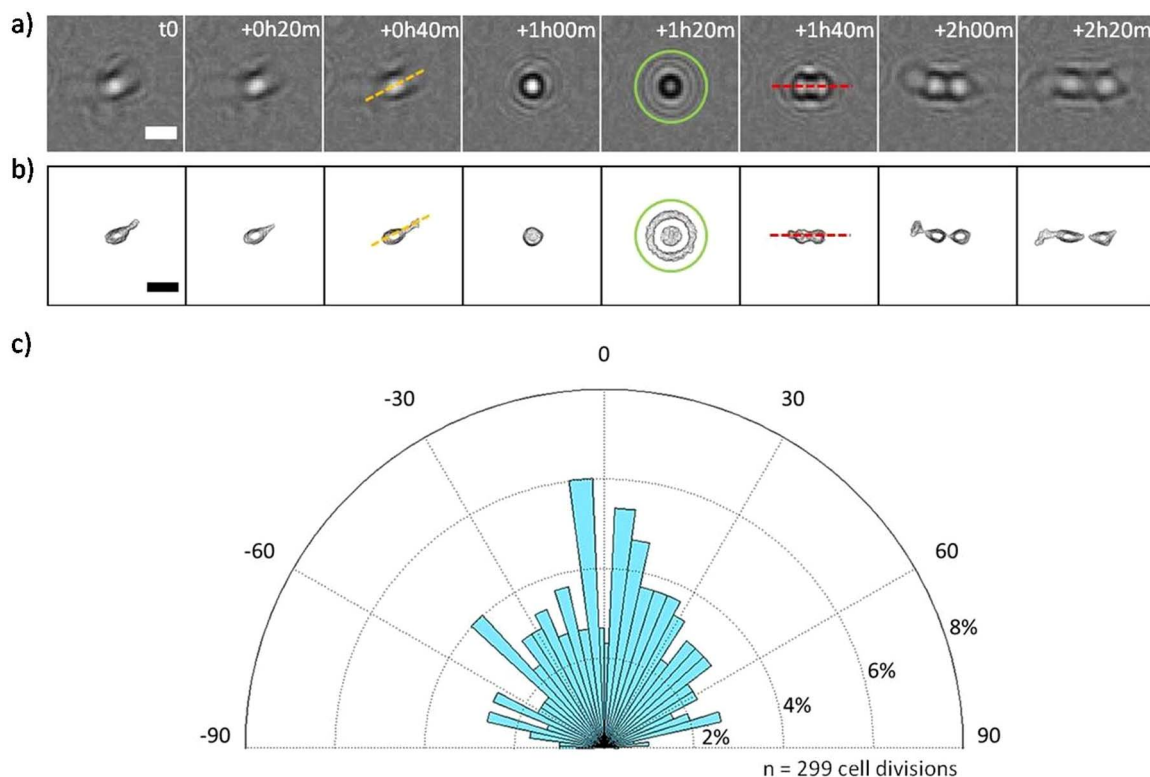 a)
t0 +0h20m +0h40m +1h00m +1h20m +1h40m +2h00m +2h20m
b)
c)
0
-30 30
-60 60
8%
6%
4%
2%
-90 90
n = 299 cell divisions